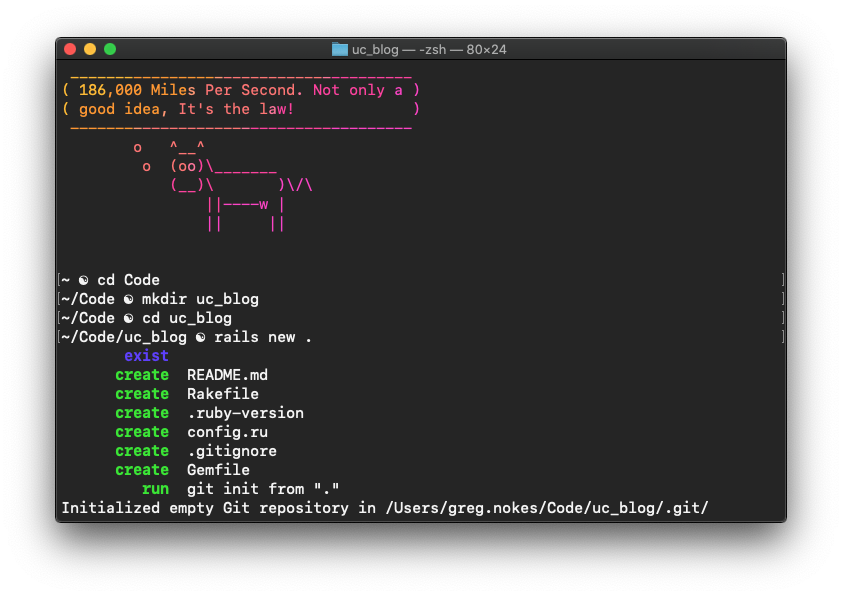 uc_blog — -zsh — 80×24
 ______________________________________
( 186,000 Miles Per Second. Not only a )
( good idea, It's the law!             )
 --------------------------------------
        o   ^__^
         o  (oo)\_______
            (__)\       )\/\
                ||----w |
                ||     ||
[~ ☯ cd Code ]
[~/Code ☯ mkdir uc_blog ]
[~/Code ☯ cd uc_blog ]
[~/Code/uc_blog ☯ rails new . ]
       exist
      create  README.md
      create  Rakefile
      create  .ruby-version
      create  config.ru
      create  .gitignore
      create  Gemfile
         run  git init from "."
Initialized empty Git repository in /Users/greg.nokes/Code/uc_blog/.git/